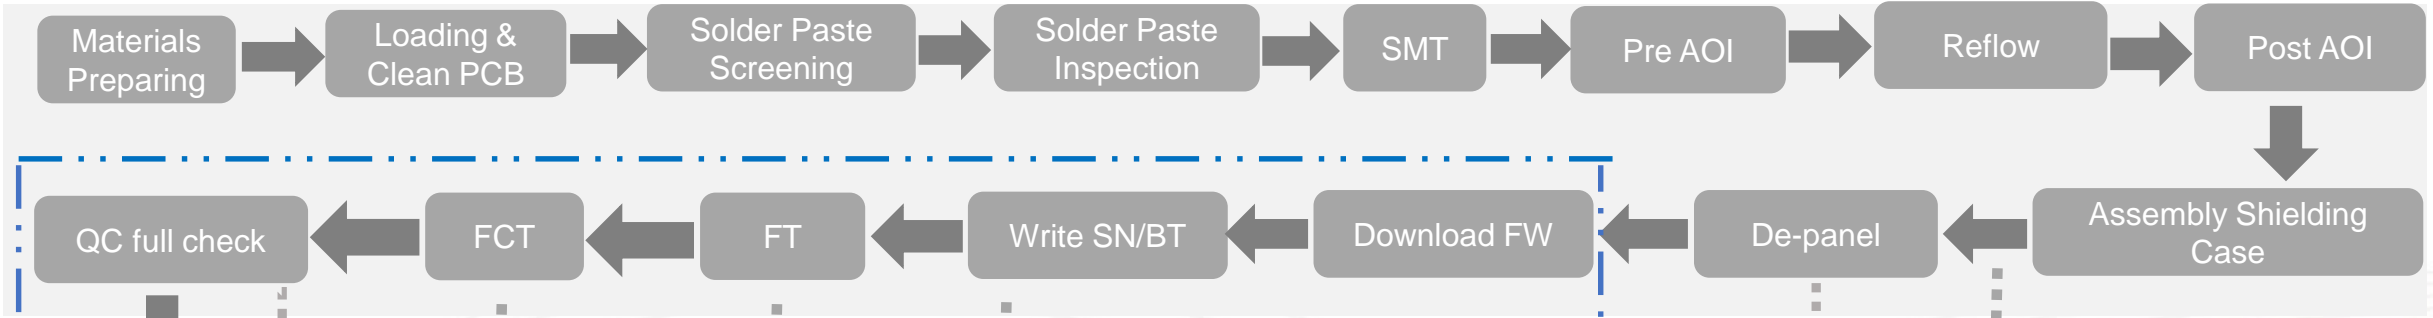 Materials
Preparing
Loading &
Clean PCB
Solder Paste
Screening
Solder Paste
Inspection
SMT
Pre AOI
Reflow
Post AOI
QC full check
FCT
FT
Write SN/BT
Download FW
De-panel
Assembly Shielding
Case